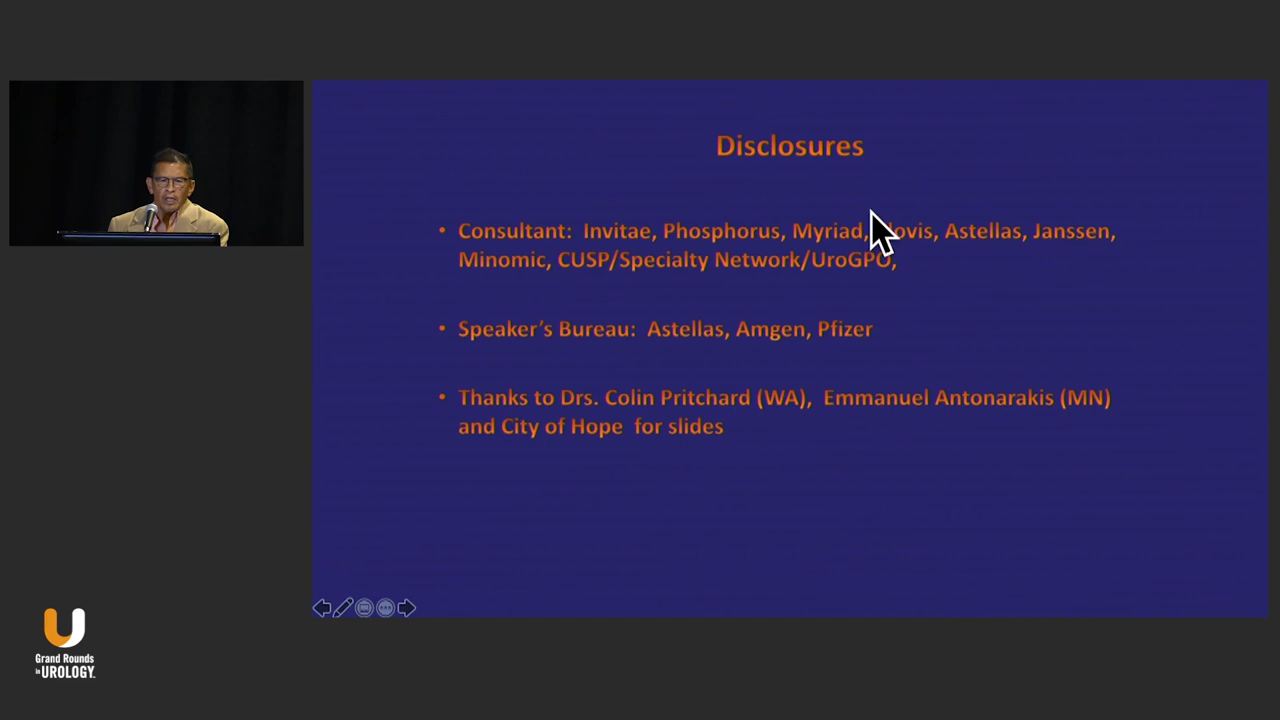 Disclosures
• Consultant: Invitae, Phosphorus, Myriad, Astellas, Janssen,
Minomic, CUSP/Specialty Network/UroGPO,
• Speaker's Bureau: Astellas, Amgen, Pfizer
• Thanks to Drs. Colin Pritchard (WA), Emmanuel Antonarakis (MN)
and City of Hope for slides
Grand Rounds
in UROLOGY